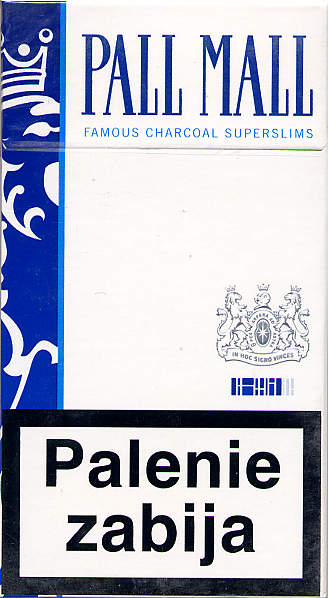 PALL MALL
FAMOUS CHARCOAL SUPERSLIMS
IN HOC SIGNO VINCES
Palenie
zabija